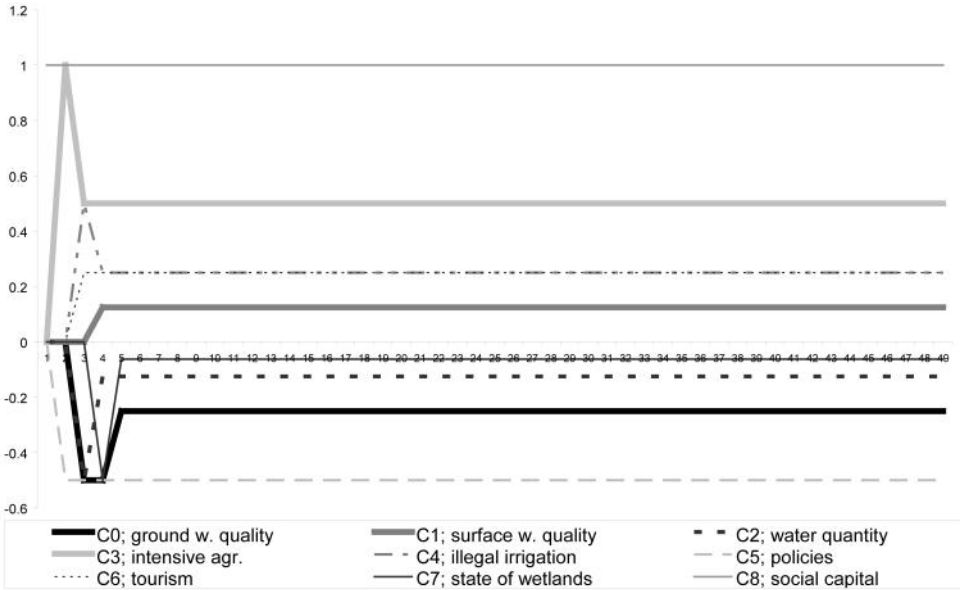 1.2
1
0.8
0.6
0.4
0.2
0
1 2 3 4 5 6 7 8 9 10 11 12 13 14 15 16 17 18 19 20 21 22 23 24 25 26 27 28 29 30 31 32 33 34 35 36 37 38 39 40 41 42 43 44 45 46 47 48 49
-0.2
-0.4
-0.6
C0; ground w. quality C1; surface w. quality C2; water quantity
C3; intensive agr. C4; illegal irrigation C5; policies
C6; tourism C7; state of wetlands C8; social capital